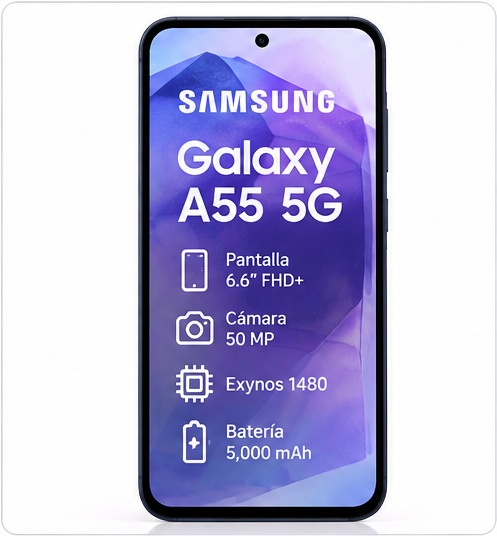 SAMSUNG
Galaxy
A55 5G
Pantalla
6.6” FHD+
Cámara
50 MP
Exynos 1480
Batería
5,000 mAh